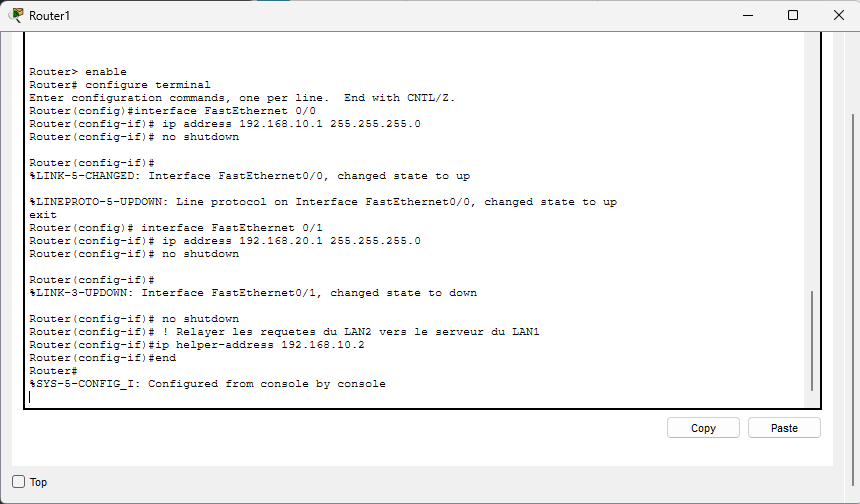 Router1
Router> enable
Router# configure terminal
Enter configuration commands, one per line.  End with CNTL/Z.
Router(config)#interface FastEthernet 0/0
Router(config-if)# ip address 192.168.10.1 255.255.255.0
Router(config-if)# no shutdown
Router(config-if)#
%LINK-5-CHANGED: Interface FastEthernet0/0, changed state to up
%LINEPROTO-5-UPDOWN: Line protocol on Interface FastEthernet0/0, changed state to up
exit
Router(config)# interface FastEthernet 0/1
Router(config-if)# ip address 192.168.20.1 255.255.255.0
Router(config-if)# no shutdown
Router(config-if)#
%LINK-3-UPDOWN: Interface FastEthernet0/1, changed state to down
Router(config-if)# no shutdown
Router(config-if)# ! Relayer les requetes du LAN2 vers le serveur du LAN1
Router(config-if)#ip helper-address 192.168.10.2
Router(config-if)#end
Router#
%SYS-5-CONFIG_I: Configured from console by console
Copy Paste
Top